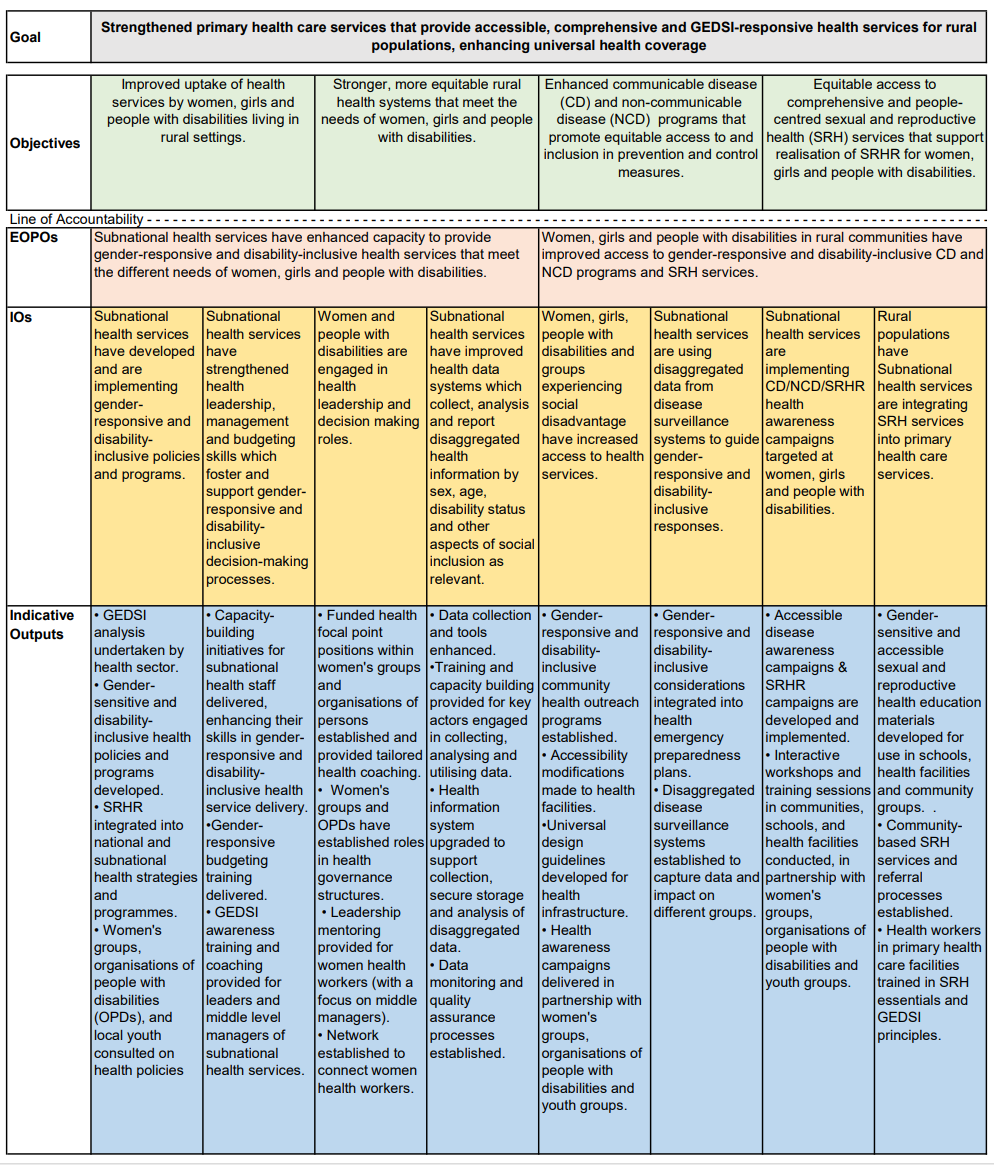 Goal
Strengthened primary health care services that provide accessible, comprehensive and GEDSI-responsive health services for rural
populations, enhancing universal health coverage
Objectives
Improved uptake of health
services by women, girls and
people with disabilities living in
rural settings.
Stronger, more equitable rural
health systems that meet the
needs of women, girls and people
with disabilities.
Enhanced communicable disease
(CD) and non-communicable
disease (NCD)  programs that
promote equitable access to and
inclusion in prevention and control
measures.
Equitable access to
comprehensive and people-
centred sexual and reproductive
health (SRH) services that support
realisation of SRHR for women,
girls and people with disabilities.
Line of Accountability - - - - - - - - - - - - - - - - - - - - - - - - - - - - - - - - - - - - - - - - - - - - - - - - - - - - - - - - - - - - - - - - - - - - - - - - - - - - - - - - - - - - - - - - - - -
EOPOs
Subnational health services have enhanced capacity to provide
gender-responsive and disability-inclusive health services that meet
the different needs of women, girls and people with disabilities.
Women, girls and people with disabilities in rural communities have
improved access to gender-responsive and disability-inclusive CD and
NCD programs and SRH services.
IOs
Subnational
health services
have developed
and are
implementing
gender-
responsive and
disability-
inclusive policies
and programs.
Subnational
health services
have
strengthened
health
leadership,
management
and budgeting
skills which
foster and
support gender-
responsive and
disability-
inclusive
decision-making
processes.
Women and
people with
disabilities are
engaged in
health
leadership and
decision making
roles.
Subnational
health services
have improved
health data
systems which
collect, analysis
and report
disaggregated
health
information by
sex, age,
disability status
and other
aspects of social
inclusion as
relevant.
Women, girls,
people with
disabilities and
groups
experiencing
social
disadvantage
have increased
access to health
services.
Subnational
health services
are using
disaggregated
data from
disease
surveillance
systems to guide
gender-
responsive and
disability-
inclusive
responses.
Subnational
health services
are
implementing
CD/NCD/SRHR
health
awareness
campaigns
targeted at
women, girls
and people with
disabilities.
Rural
populations
have
Subnational
health services
are integrating
SRH services
into primary
health care
services.
Indicative
Outputs
• GEDSI
analysis
undertaken by
health sector.
• Gender-
sensitive and
disability-
inclusive health
policies and
programs
developed.
• SRHR
integrated into
national and
subnational
health strategies
and
programmes.
• Women's
groups,
organisations of
people with
disabilities
(OPDs), and
local youth
consulted on
health policies
• Capacity-
building
initiatives for
subnational
health staff
delivered,
enhancing their
skills in gender-
responsive and
disability-
inclusive health
service delivery.
•Gender-
responsive
budgeting
training
delivered.
• GEDSI
awareness
training and
coaching
provided for
leaders and
middle level
managers of
subnational
health services.
• Funded health
focal point
positions within
women's groups
and
organisations of
persons
established and
provided tailored
health coaching.
•  Women's
groups and
OPDs have
established roles
in health
governance
structures.
• Leadership
mentoring
provided for
women health
workers (with a
focus on middle
managers).
• Network
established to
connect women
health workers.
• Data collection
and tools
enhanced.
•Training and
capacity building
provided for key
actors engaged
in collecting,
analysing and
utilising data.
• Health
information
system
upgraded to
support
collection,
secure storage
and analysis of
disaggregated
data.
• Data
monitoring and
quality
assurance
processes
established.
• Gender-
responsive and
disability-
inclusive
community
health outreach
programs
established.
• Accessibility
modifications
made to health
facilities.
•Universal
design
guidelines
developed for
health
infrastructure.
• Health
awareness
campaigns
delivered in
partnership with
women's
groups,
organisations of
people with
disabilities and
youth groups.
• Gender-
responsive and
disability-
inclusive
considerations
integrated into
health
emergency
preparedness
plans.
• Disaggregated
disease
surveillance
systems
established to
capture data and
impact on
different groups.
• Accessible
disease
awareness
campaigns &
SRHR
campaigns are
developed and
implemented.
• Interactive
workshops and
training sessions
in communities,
schools, and
health facilities
conducted, in
partnership with
women's
groups,
organisations of
people with
disabilities and
youth groups.
• Gender-
sensitive and
accessible
sexual and
reproductive
health education
materials
developed for
use in schools,
health facilities
and community
groups.  .
• Community-
based SRH
services and
referral
processes
established.
• Health workers
in primary health
care facilities
trained in SRH
essentials and
GEDSI
principles.